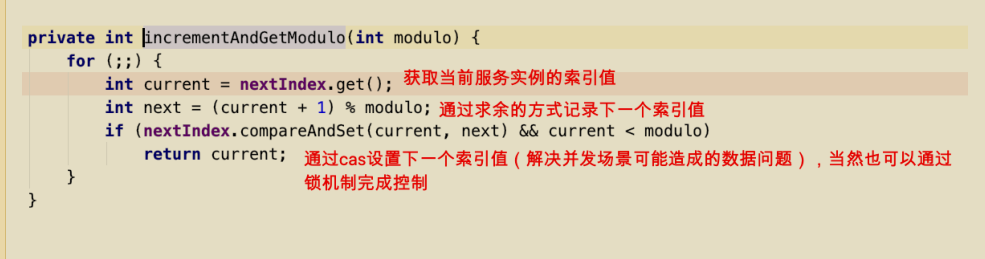 private int incrementAndGetModulo(int modulo) {
for (;;) {
int current = nextIndex.get(); 获取当前服务实例的索引值
int next = (current + 1) % modulo; 通过求余的方式记录下一个索引值
if (nextIndex.compareAndSet(current, next) && current < modulo)
return current; 通过cas设置下一个索引值（解决并发场景可能造成的数据问题），当然也可以通过
锁机制完成控制
}
}